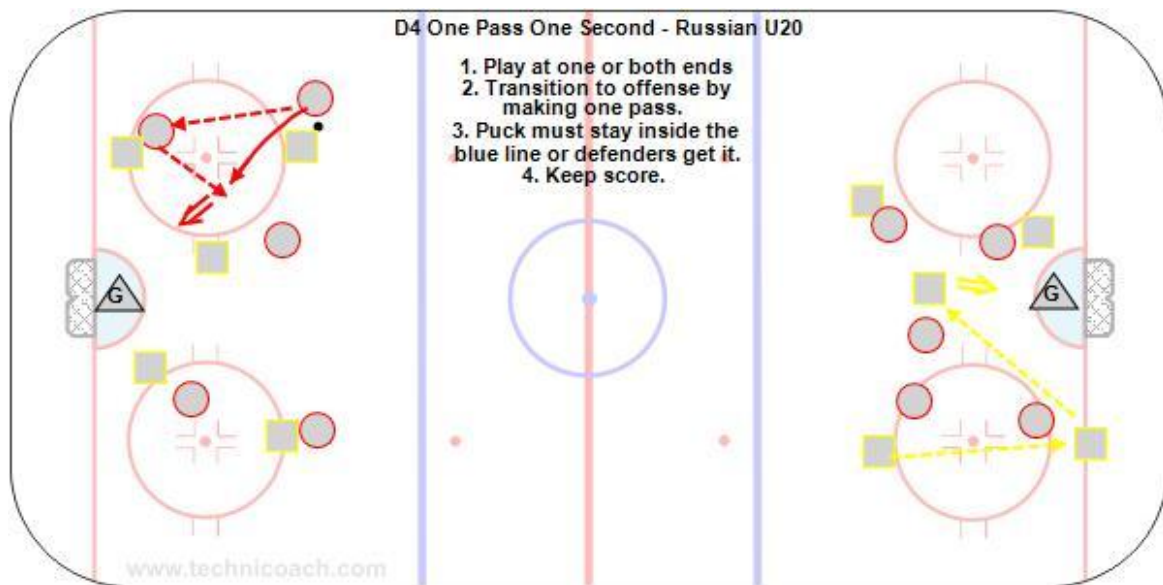 D4 One Pass One Second - Russian U20
1. Play at one or both ends
2. Transition to offense by
making one pass.
3. Puck must stay inside the
blue line or defenders get it.
4. Keep score.
G
G
www.technicoach.com